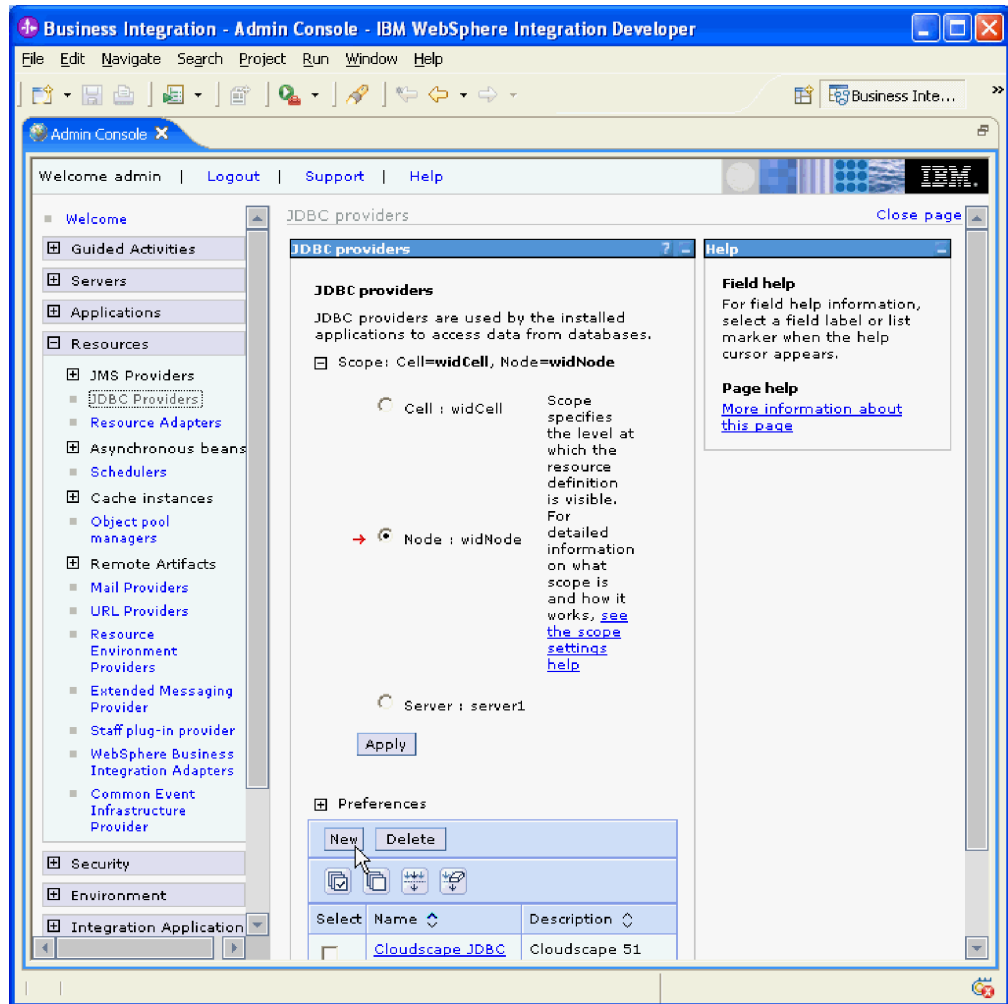 Business Integration - Admin Console - IBM WebSphere Integration Developer
File Edit Navigate Search Project Run Window Help
Business Inte...
»
Admin Console
Welcome admin | Logout | Support | Help
IBM.
Welcome
Guided Activities
Servers
Applications
Resources
JMS Providers
JDBC Providers
Resource Adapters
Asynchronous beans
Schedulers
Cache instances
Object pool
managers
Remote Artifacts
Mail Providers
URL Providers
Resource
Environment
Providers
Extended Messaging
Provider
Staff plug-in provider
WebSphere Business
Integration Adapters
Common Event
Infrastructure
Provider
Security
Environment
Integration Application
JDBC providers
Close page
JDBC providers
?
JDBC providers
JDBC providers are used by the installed
applications to access data from databases.
Scope: Cell=widCell, Node=widNode
Cell : widCell
Node : widNode
Server : server1
Scope
specifies
the level at
which the
resource
definition
is visible.
For
detailed
information
on what
scope is
and how it
works, see
the scope
settings
help
Apply
Preferences
New Delete
Select Name Description
Cloudscape JDBC Cloudscape 51
Help
Field help
For field help information,
select a field label or list
marker when the help
cursor appears.
Page help
More information about
this page